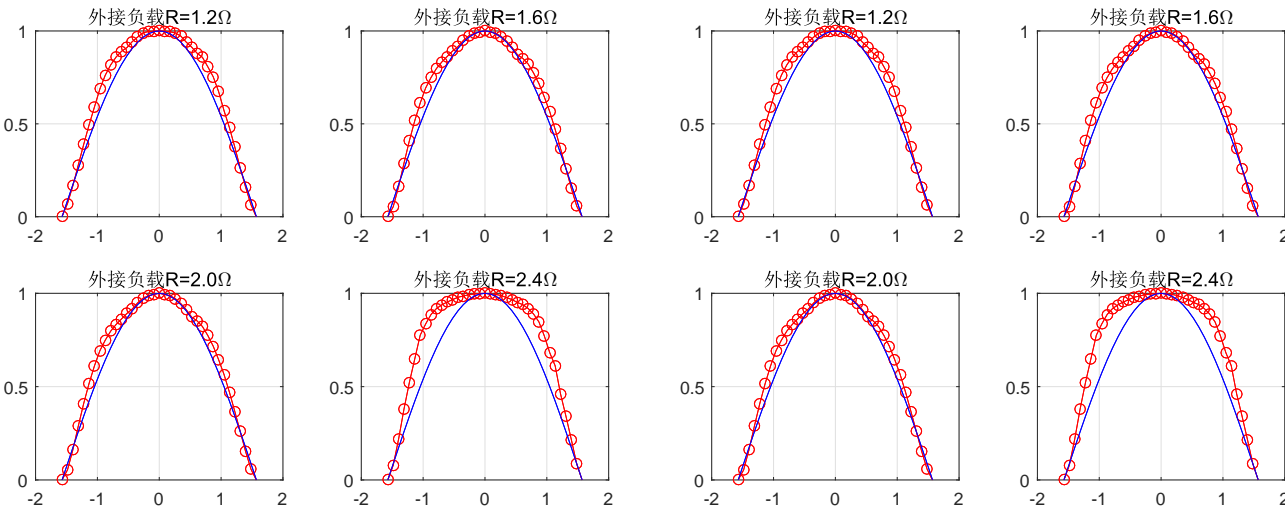 外接负载R=1.2Ω 外接负载R=1.6Ω 外接负载R=1.2Ω 外接负载R=1.6Ω
1 1 1 1
0.5 0.5 0.5 0.5
0 0 0 0
-2 -1 0 1 2 -2 -1 0 1 2 -2 -1 0 1 2 -2 -1 0 1 2
外接负载R=2.0Ω 外接负载R=2.4Ω 外接负载R=2.0Ω 外接负载R=2.4Ω
1 1 1 1
0.5 0.5 0.5 0.5
0 0 0 0
-2 -1 0 1 2 -2 -1 0 1 2 -2 -1 0 1 2 -2 -1 0 1 2